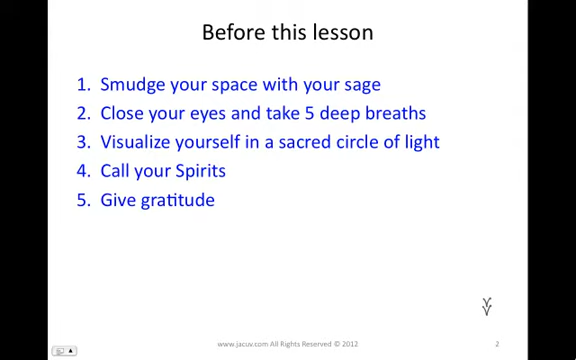 Before this lesson
1. Smudge your space with your sage
2. Close your eyes and take 5 deep breaths
3. Visualize yourself in a sacred circle of light
4. Call your Spirits
5. Give gratitude
www.jacuv.com All Rights Reserved © 2012
2